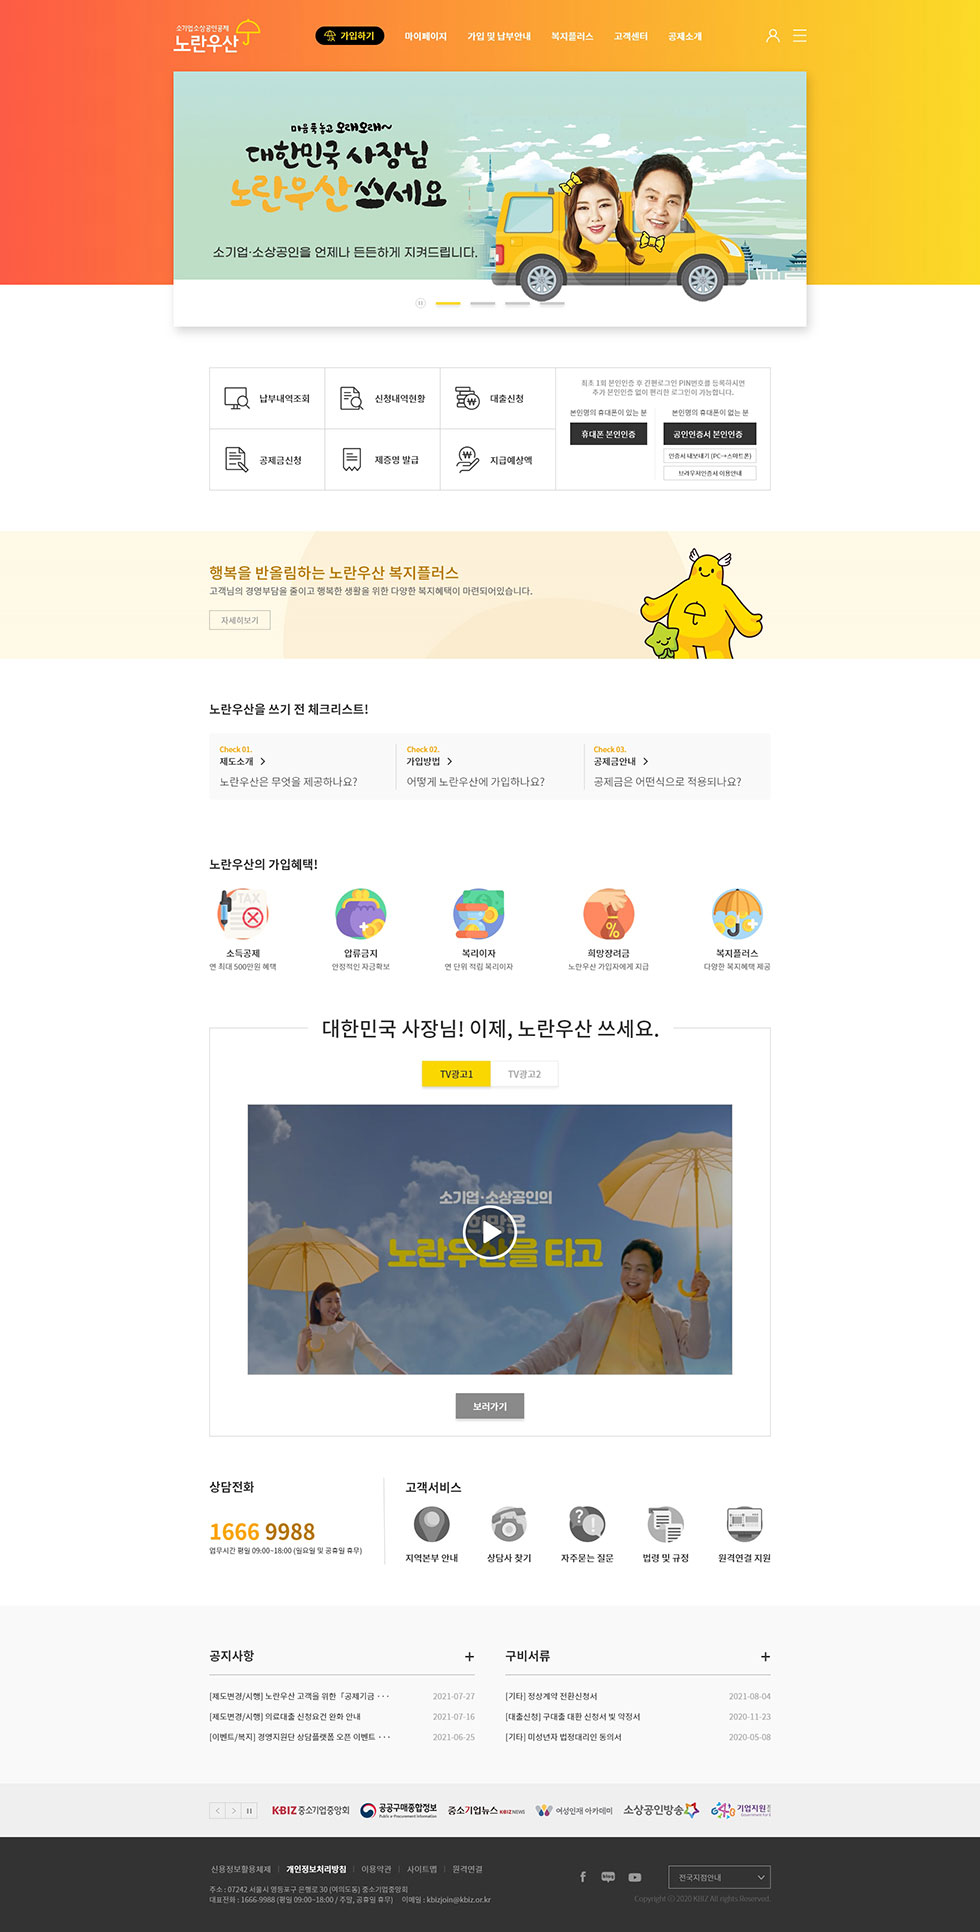 소기업소상공인공제
노란우산
가입하기
마이페이지
가입 및 납부안내
복지플러스
고객센터
공제소개
마음 푹 놓고 오래오래~
대한민국 사장님
노란우산 쓰세요
소기업·소상공인을 언제나 든든하게 지켜드립니다.
납부내역조회
신청내역현황
대출신청
공제금신청
제증명 발급
지급예상액
최초 1회 본인인증 후 간편로그인 PIN번호를 등록하시면
추가 본인인증 없이 편리한 로그인이 가능합니다.
본인명의 휴대폰이 있는 분
휴대폰 본인인증
본인명의 휴대폰이 없는 분
공인인증서 본인인증
인증서 내보내기 (PC→스마트폰)
브라우저인증서 이용안내
행복을 반올림하는 노란우산 복지플러스
고객님의 경영부담을 줄이고 행복한 생활을 위한 다양한 복지혜택이 마련되어있습니다.
자세히보기
노란우산을 쓰기 전 체크리스트!
Check 01.
제도소개
노란우산은 무엇을 제공하나요?
Check 02.
가입방법
어떻게 노란우산에 가입하나요?
Check 03.
공제금안내
공제금은 어떤식으로 적용되나요?
노란우산의 가입혜택!
TAX
소득공제
연 최대 500만원 혜택
압류금지
안정적인 자금확보
복리이자
연 단위 적립 복리이자
희망장려금
노란우산 가입자에게 지급
복지플러스
다양한 복지혜택 제공
대한민국 사장님! 이제, 노란우산 쓰세요.
TV광고1
TV광고2
소기업·소상공인의
희망은
노란우산을 타고
보러가기
상담전화
1666 9988
업무시간 평일 09:00~18:00 (일요일 및 공휴일 휴무)
고객서비스
지역본부 안내
상담사 찾기
자주묻는 질문
법령 및 규정
원격연결 지원
공지사항
+
[제도변경/시행] 노란우산 고객을 위한「공제기금 ···
2021-07-27
[제도변경/시행] 의료대출 신청요건 완화 안내
2021-07-16
[이벤트/복지] 경영지원단 상담플랫폼 오픈 이벤트 ···
2021-06-25
구비서류
+
[기타] 정상계약 전환신청서
2021-08-04
[대출신청] 구대출 대환 신청서 및 약정서
2020-11-23
[기타] 미성년자 법정대리인 동의서
2020-05-08
K-BIZ 중소기업중앙회
공공구매종합정보
Public e-Procurement Information
중소기업뉴스 K-BIZ NEWS
여성인재 아카데미
소상공인방송
기업지원
신용정보활용체제
개인정보처리방침
이용약관
사이트맵
원격연결
주소 : 07242 서울시 영등포구 은행로 30 (여의도동) 중소기업중앙회
대표전화 : 1666-9988 (평일 09:00~18:00 / 주말, 공휴일 휴무) 이메일 : kbizjoin@kbiz.or.kr
blog
전국지점안내
Copyright ⓒ 2020 KBIZ All rights Reserved.